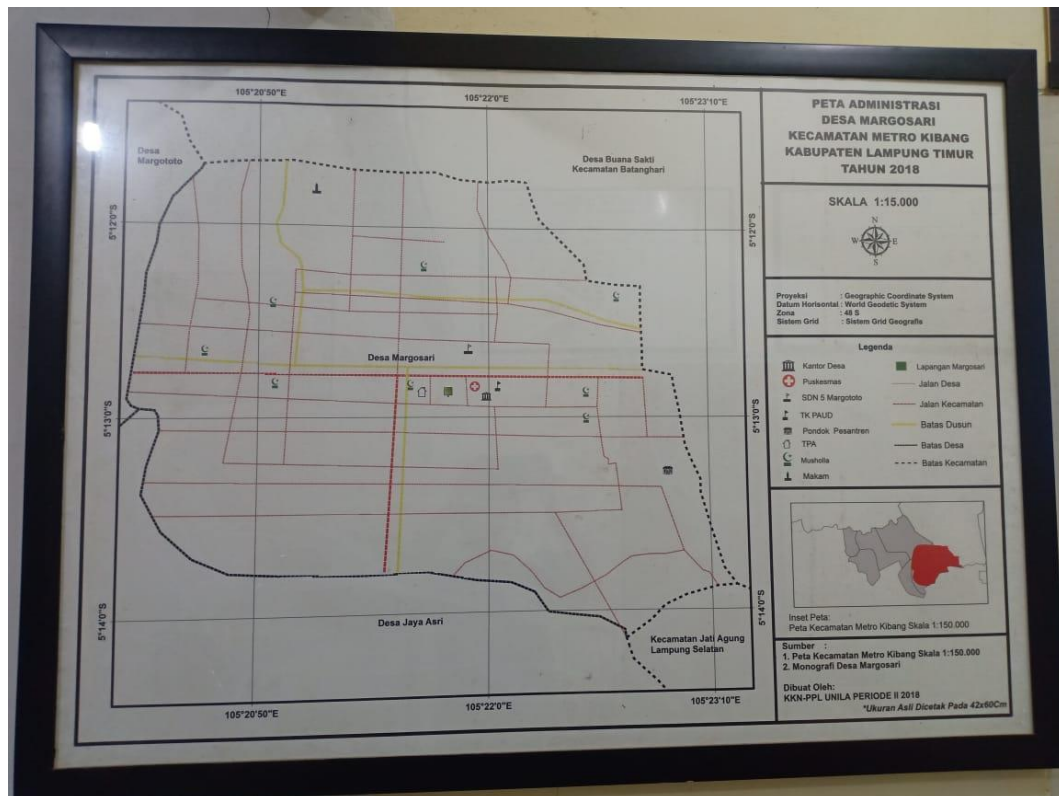 105°20'50"E
105°22'0"E
105°23'10"E
Desa
Margototo
Desa Buana Sakti
Kecamatan Batanghari
5°12'0"S
5°12'0"S
Desa Margosari
5°13'0"S
5°13'0"S
5°14'0"S
5°14'0"S
Desa Jaya Asri
Kecamatan Jati Agung
Lampung Selatan
105°20'50"E
105°22'0"E
105°23'10"E
PETA ADMINISTRASI
DESA MARGOSARI
KECAMATAN METRO KIBANG
KABUPATEN LAMPUNG TIMUR
TAHUN 2018
SKALA 1:15.000
N
W E
S
Proyeksi : Geographic Coordinate System
Datum Horisontal : World Geodetic System
Zona : 48 S
Sistem Grid : Sistem Grid Geografie
Legenda
Kantor Desa
Puskesmas
SDN 5 Margototo
TK PAUD
Pondok Pesantren
TPA
Musholla
Makam
Lapangan Margosari
Jalan Desa
Jalan Kecamatan
Batas Dusun
Batas Desa
Batas Kecamatan
Inset Peta:
Peta Kecamatan Metro Kibang Skala 1:150.000
Sumber :
1. Peta Kecamatan Metro Kibang Skala 1:150.000
2. Monografi Desa Margosari
Dibuat Oleh:
KKN-PPL UNILA PERIODE II 2018
*Ukuran Asli Dicetak Pada 42x60Cm